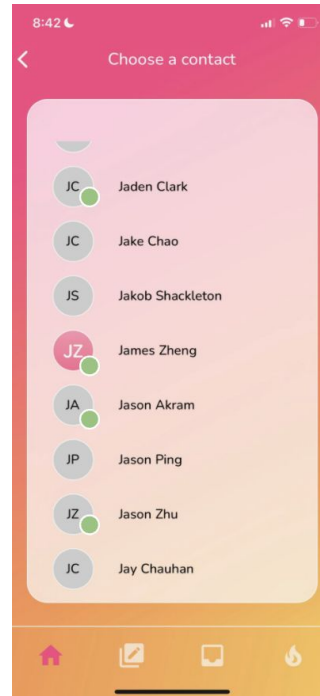 8:42
Choose a contact
JC Jaden Clark
JC Jake Chao
JS Jakob Shackleton
JZ James Zheng
JA Jason Akram
JP Jason Ping
JZ Jason Zhu
JC Jay Chauhan